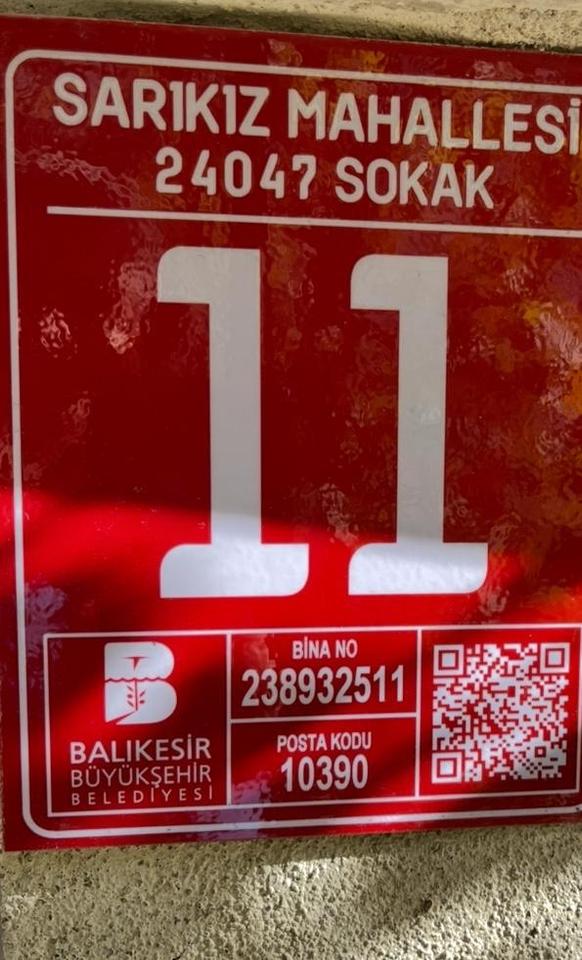 SARIKIZ MAHALLESİ
24047 SOKAK
11
BİNA NO
238932511
POSTA KODU
10390
BALIKESİR
BÜYÜKŞEHİR
BELEDİYESİ